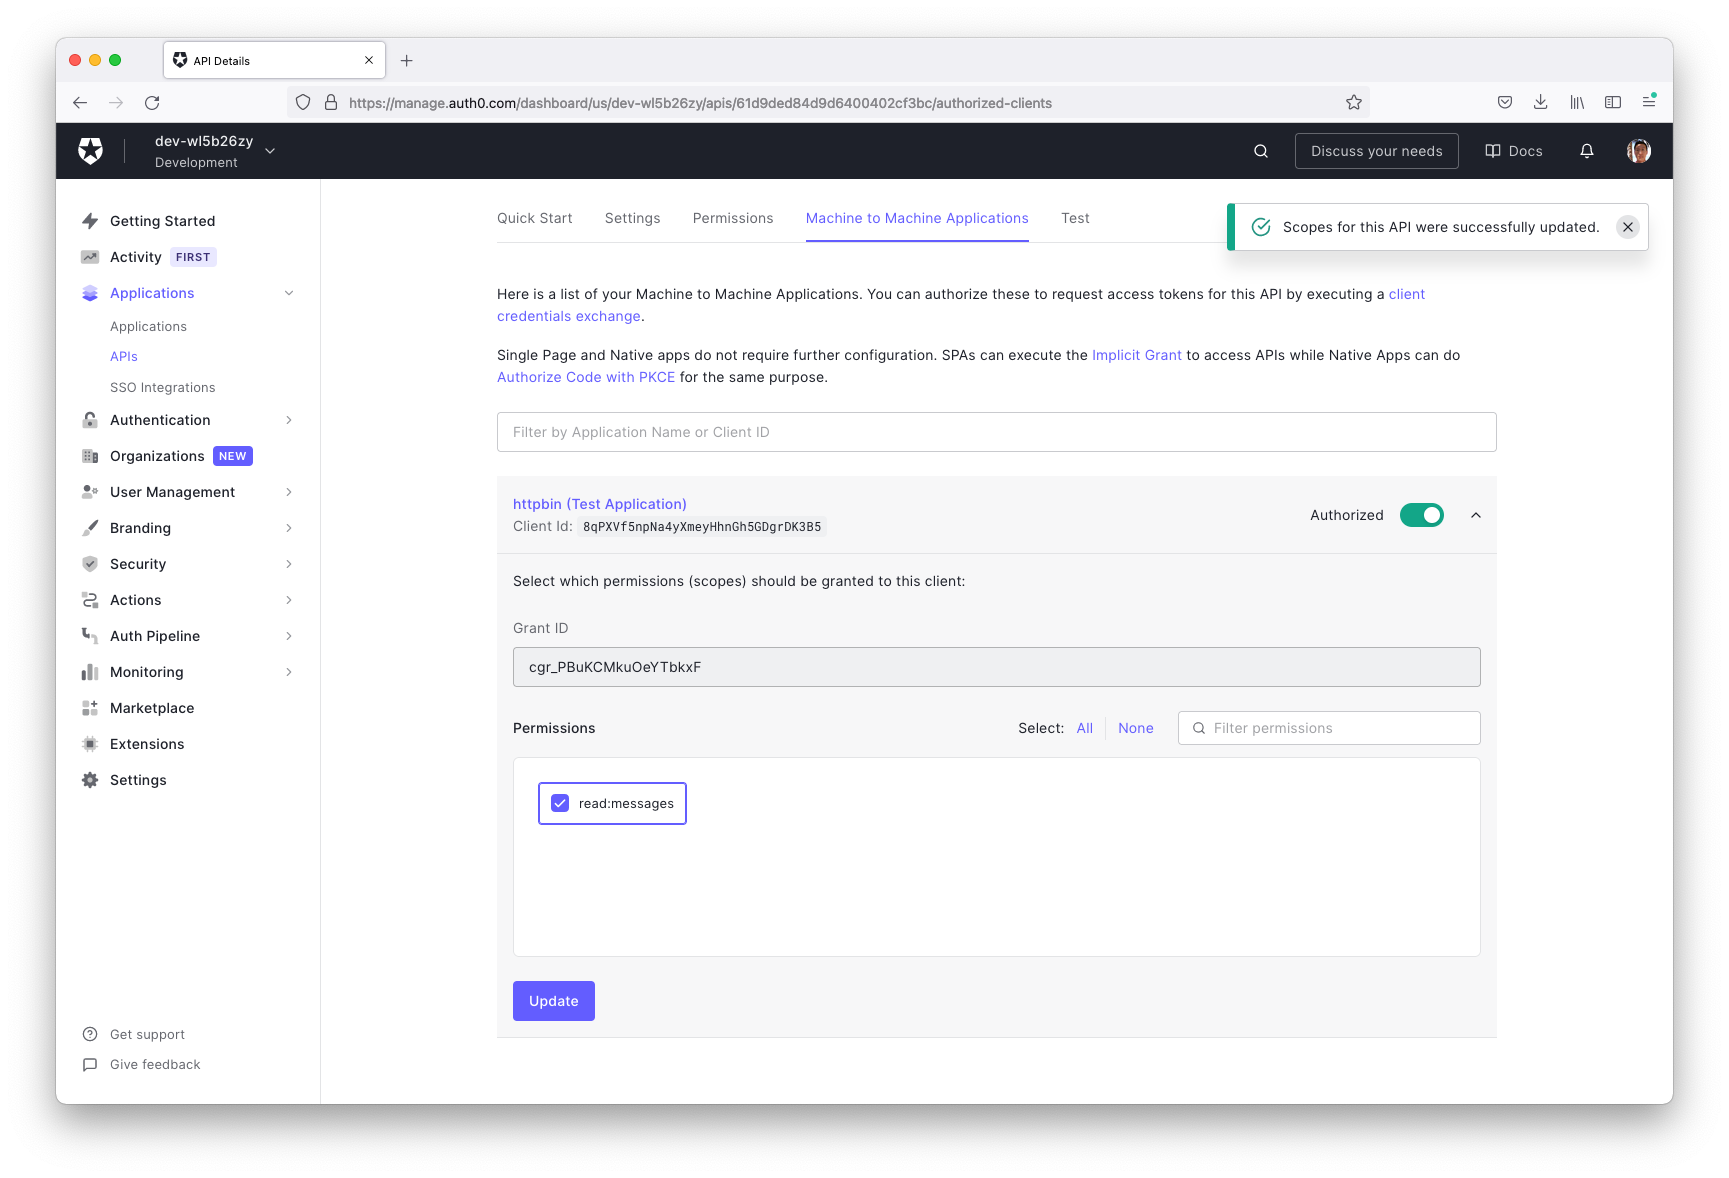 API Details
https://manage.auth0.com/dashboard/us/dev-wl5b26zy/apis/61d9ded84d9d6400402cf3bc/authorized-clients
dev-wl5b26zy
Development
Discuss your needs
Docs
Getting Started
Activity FIRST
Applications
Applications
APIs
SSO Integrations
Authentication
Organizations NEW
User Management
Branding
Security
Actions
Auth Pipeline
Monitoring
Marketplace
Extensions
Settings
Get support
Give feedback
Quick Start Settings Permissions Machine to Machine Applications Test
Scopes for this API were successfully updated.
Here is a list of your Machine to Machine Applications. You can authorize these to request access tokens for this API by executing a client
credentials exchange.
Single Page and Native apps do not require further configuration. SPAs can execute the Implicit Grant to access APIs while Native Apps can do
Authorize Code with PKCE for the same purpose.
Filter by Application Name or Client ID
httpbin (Test Application)
Client Id: 8qPXVf5npNa4yXmeyHhnGh5GDgrDK3B5
Authorized
Select which permissions (scopes) should be granted to this client:
Grant ID
cgr_PBuKCMkuOeYTbkxF
Permissions
Select: All None
Filter permissions
read:messages
Update